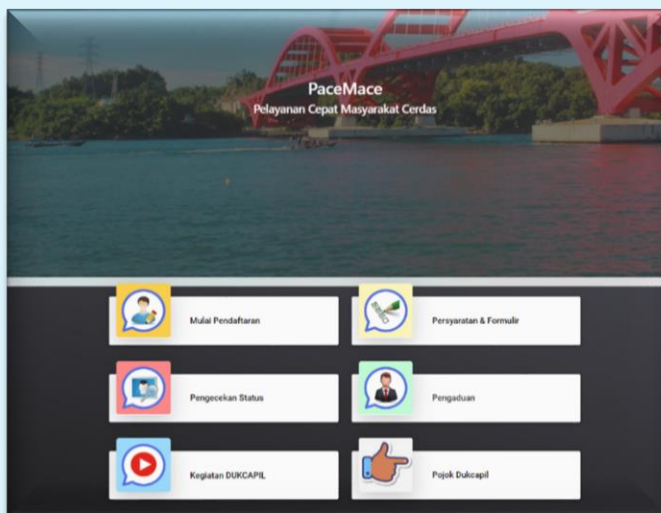 PaceMace
Pelayanan Cepat Masyarakat Cerdas
Mulai Pendaftaran
Persyaratan & Formulir
Pengecekan Status
Pengaduan
Kegiatan DUKCAPIL
Pojok Dukcapil